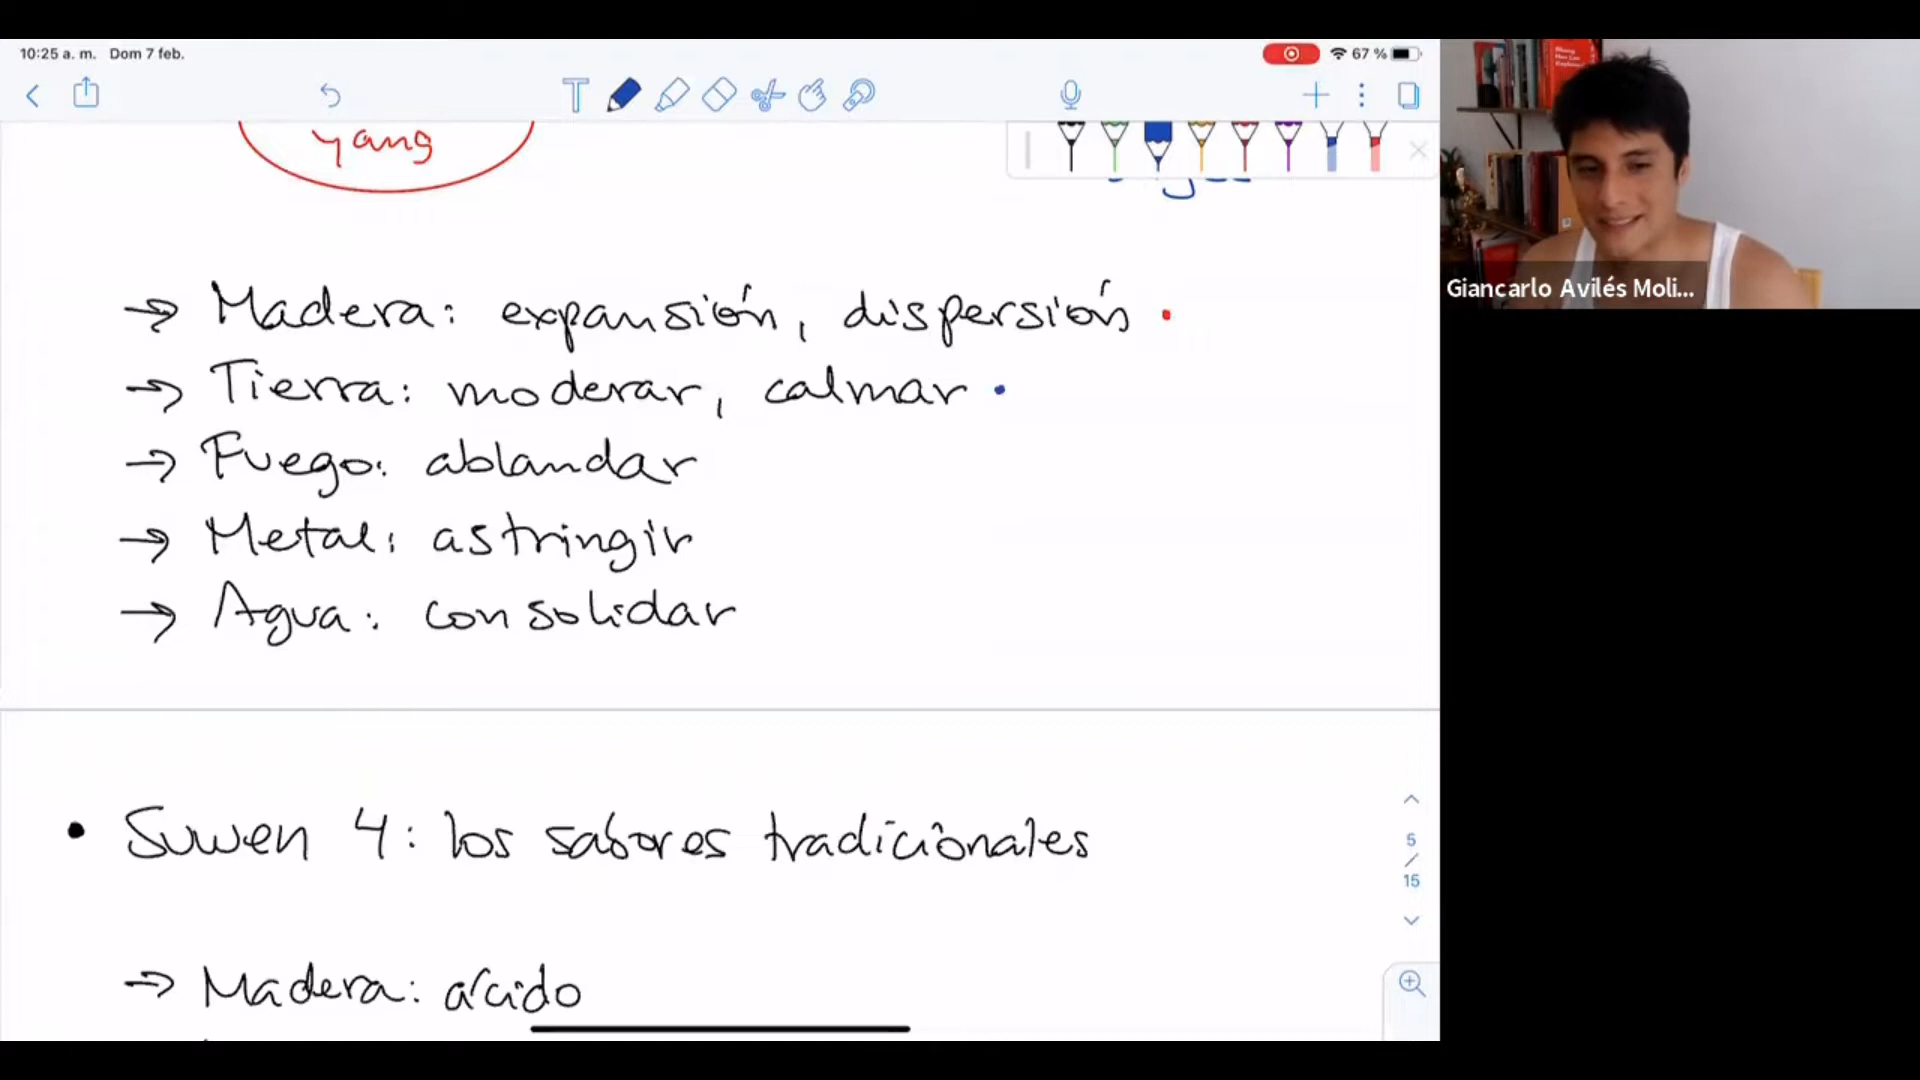 10:25 a. m. Dom 7 feb.
67 %
yang
→ Madera: expansión, dispersión
→ Tierra: moderar, calmar
→ Fuego: ablandar
→ Metal: astringir
→ Agua: consolidar
• Suwen 4: los sabores tradicionales
5
/
15
→ Madera: ácido
Giancarlo Avilés Moli...